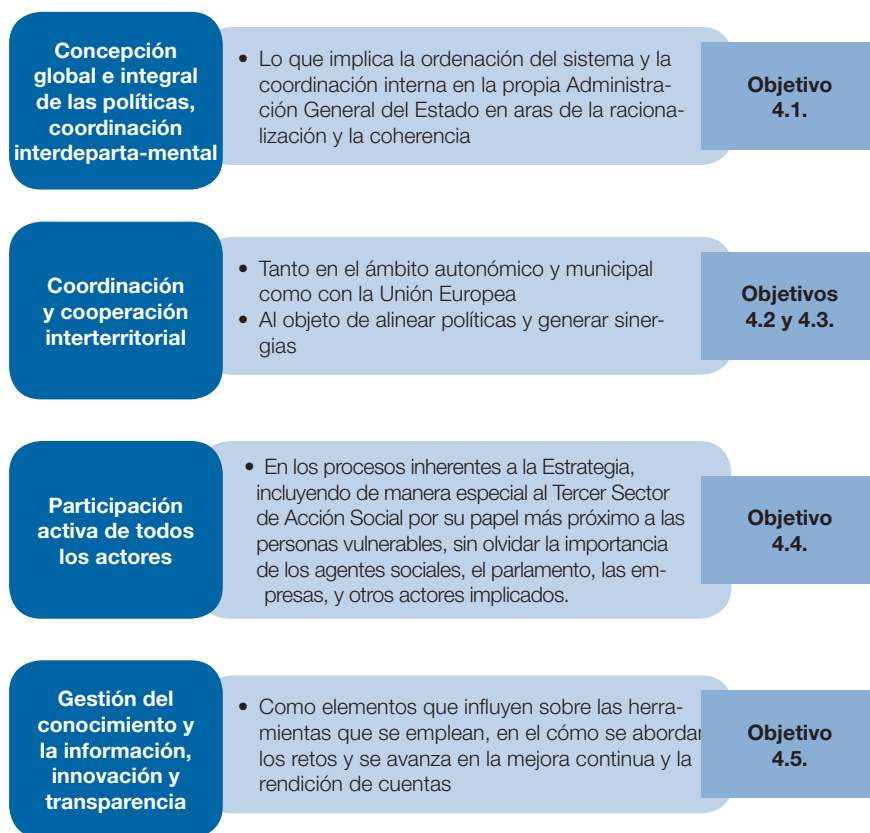 Concepción
global e integral
de las políticas,
coordinación
interdeparta-mental
• Lo que implica la ordenación del sistema y la
coordinación interna en la propia Administra-
ción General del Estado en aras de la raciona-
lización y la coherencia
Objetivo
4.1.
Coordinación
y cooperación
interterritorial
• Tanto en el ámbito autonómico y municipal
como con la Unión Europea
• Al objeto de alinear políticas y generar siner-
gias
Objetivos
4.2 y 4.3.
Participación
activa de todos
los actores
• En los procesos inherentes a la Estrategia,
incluyendo de manera especial al Tercer Sector
de Acción Social por su papel más próximo a las
personas vulnerables, sin olvidar la importancia
de los agentes sociales, el parlamento, las em-
presas, y otros actores implicados.
Objetivo
4.4.
Gestión del
conocimiento y
la información,
innovación y
transparencia
• Como elementos que influyen sobre las herra-
mientas que se emplean, en el cómo se abordan
los retos y se avanza en la mejora continua y la
rendición de cuentas
Objetivo
4.5.